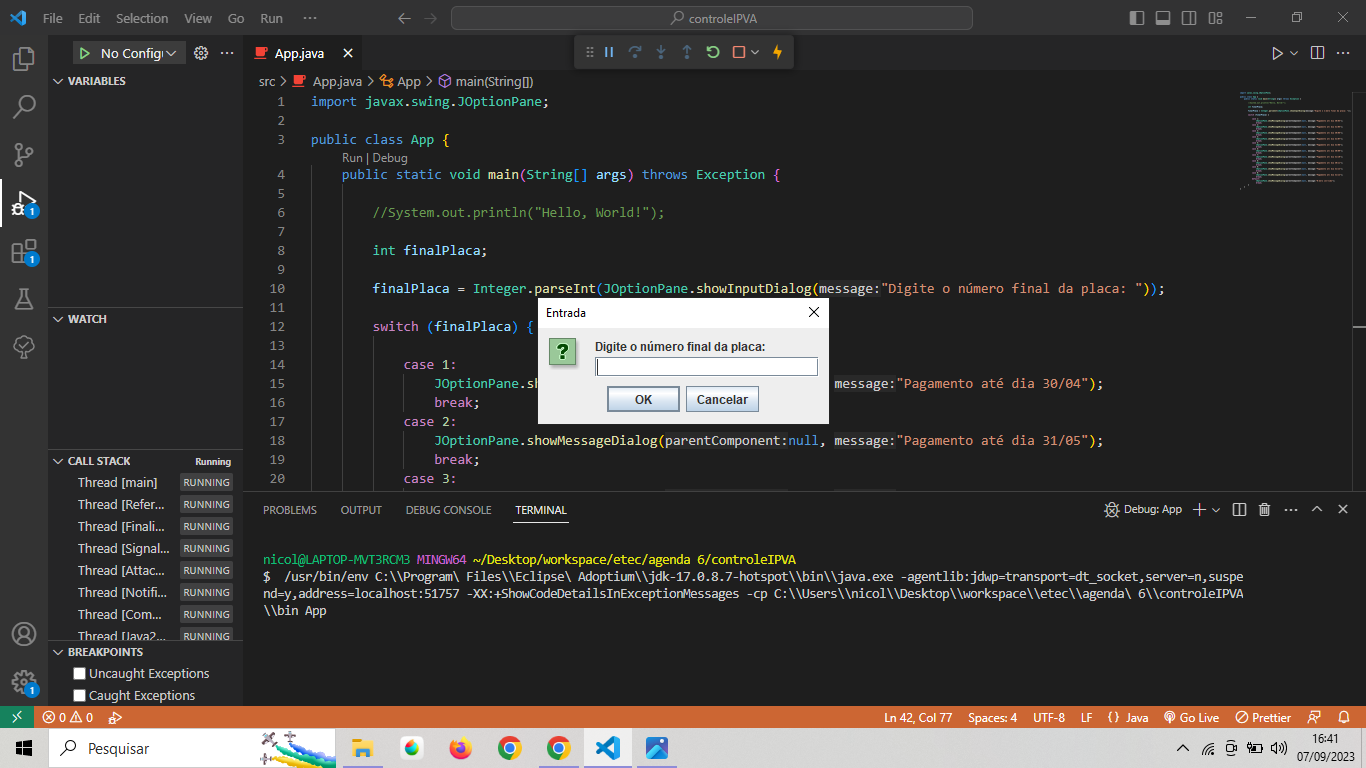 File Edit Selection View Go Run ··· controleIPVA
No Config
App.java
VARIABLES
src > App.java > App > main(String[])
1 import javax.swing.JOptionPane;
2
3 public class App {
Run | Debug
4 public static void main(String[] args) throws Exception {
5
6 //System.out.println("Hello, World!");
7
8 int finalPlaca;
9
10 finalPlaca = Integer.parseInt(JOptionPane.showInputDialog(message:"Digite o número final da placa: "));
11
12 switch (finalPlaca) {
13
14 case 1:
15 JOptionPane.sh message:"Pagamento até dia 30/04");
16 break;
17 case 2:
18 JOptionPane.showMessageDialog(parentComponent:null, message:"Pagamento até dia 31/05");
19 break;
20 case 3:
Entrada
Digite o número final da placa:
OK Cancelar
WATCH
CALL STACK Running
Thread [main] RUNNING
Thread [Refer... RUNNING
Thread [Finali... RUNNING
Thread [Signal... RUNNING
Thread [Attac... RUNNING
Thread [Notifi... RUNNING
Thread [Com... RUNNING
Thread [Java2... RUNNING
BREAKPOINTS
Uncaught Exceptions
Caught Exceptions
PROBLEMS OUTPUT DEBUG CONSOLE TERMINAL Debug: App
nicol@LAPTOP-MVT3RCM3 MINGW64 ~/Desktop/workspace/etec/agenda 6/controleIPVA
$ /usr/bin/env C:\\Program\ Files\\Eclipse\ Adoptium\\jdk-17.0.8.7-hotspot\\bin\\java.exe -agentlib:jdwp=transport=dt_socket,server=n,suspe
nd=y,address=localhost:51757 -XX:+ShowCodeDetailsInExceptionMessages -cp C:\\Users\\nicol\\Desktop\\workspace\\etec\\agenda\ 6\\controleIPVA
\\bin App
0 0 Ln 42, Col 77 Spaces: 4 UTF-8 LF {} Java Go Live Prettier
Pesquisar
16:41
07/09/2023